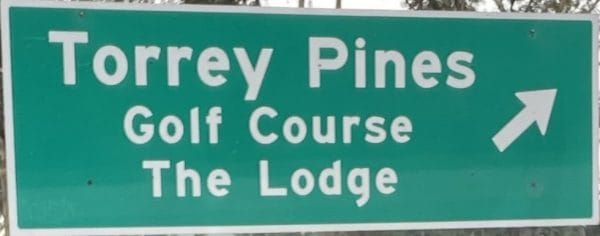 Torrey Pines
Golf Course
The Lodge